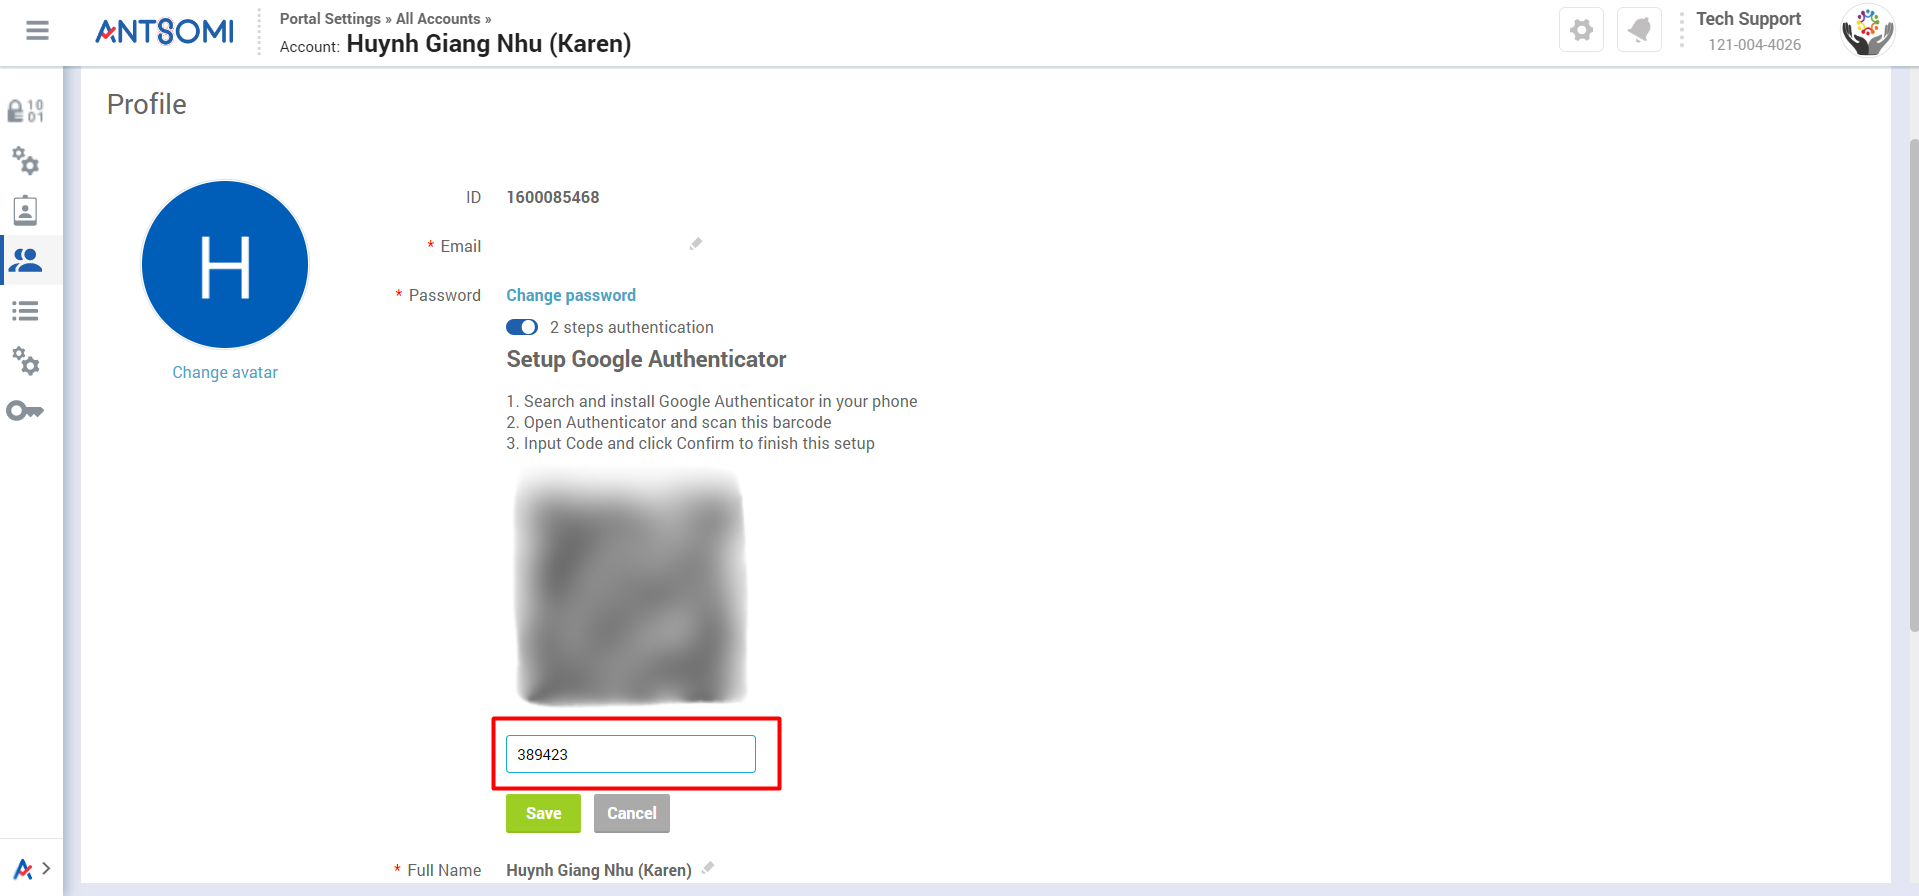 ANTSOMI
Portal Settings » All Accounts »
Account: Huynh Giang Nhu (Karen)
Tech Support
121-004-4026
10
01
Profile
H
Change avatar
ID 1600085468
* Email
* Password Change password
2 steps authentication
Setup Google Authenticator
1. Search and install Google Authenticator in your phone
2. Open Authenticator and scan this barcode
3. Input Code and click Confirm to finish this setup
389423
Save Cancel
* Full Name Huynh Giang Nhu (Karen)